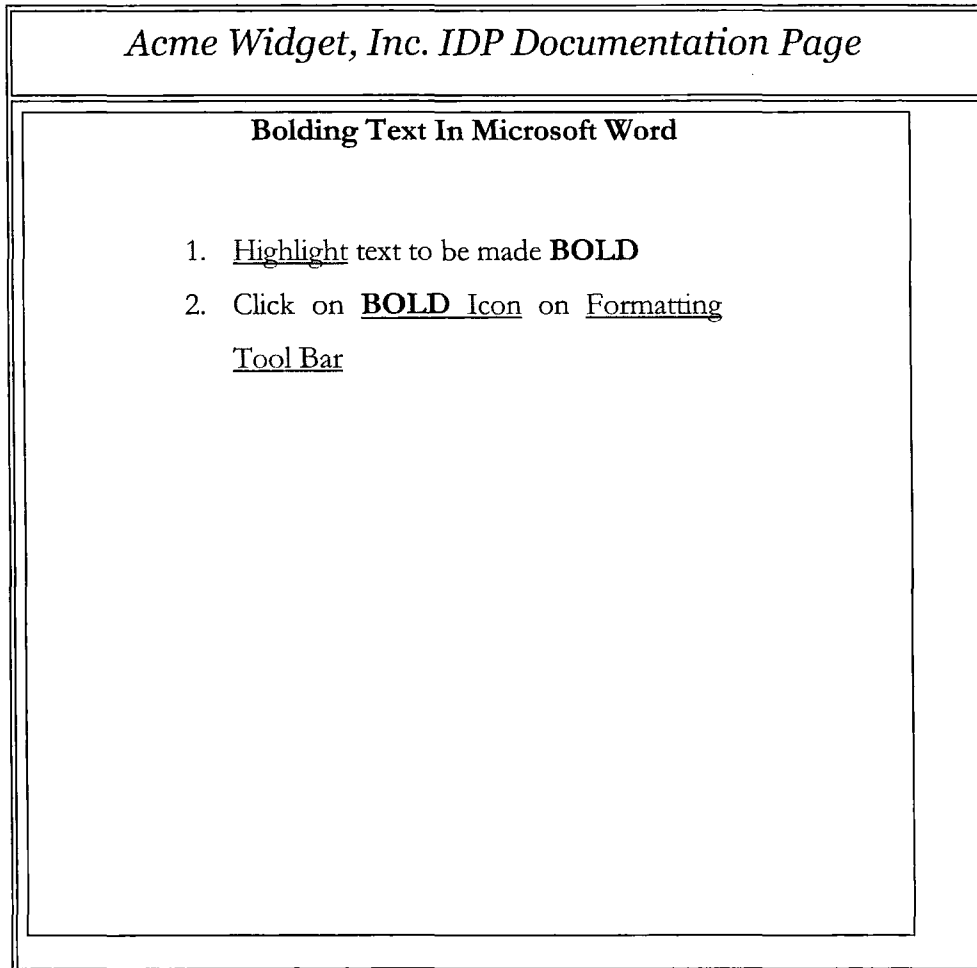 Acme Widget, Inc. IDP Documentation Page
Bolding Text In Microsoft Word
1. Highlight text to be made BOLD
2. Click on BOLD Icon on Formatting
Tool Bar